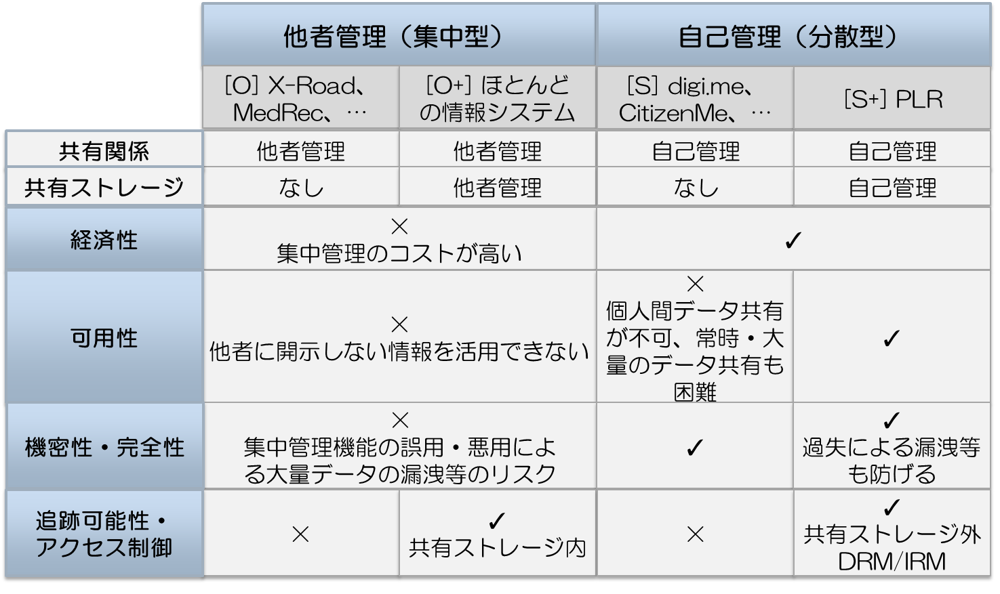 他者管理（集中型）
自己管理（分散型）
[O] X-Road、
MedRec、…
[O+] ほとんど
の情報システム
[S] digi.me、
CitizenMe、…
[S+] PLR
共有関係
他者管理
他者管理
自己管理
自己管理
共有ストレージ
なし
他者管理
なし
自己管理
経済性
×
集中管理のコストが高い
✓
可用性
×
他者に開示しない情報を活用できない
×
個人間データ共有
が不可、常時・大
量のデータ共有も
困難
✓
機密性・完全性
×
集中管理機能の誤用・悪用によ
る大量データの漏洩等のリスク
✓
✓
過失による漏洩等
も防げる
追跡可能性・
アクセス制御
×
✓
共有ストレージ内
×
✓
共有ストレージ外
DRM/IRM